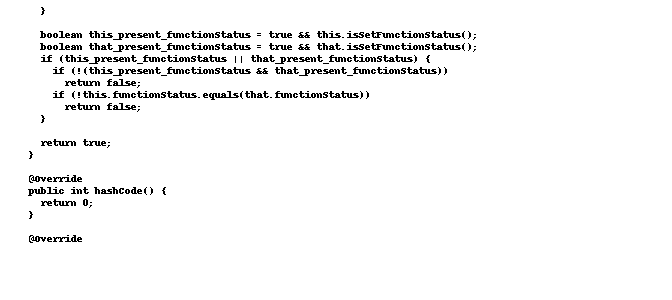 }
boolean this_present_functionStatus = true && this.isSetFunctionStatus();
boolean that_present_functionStatus = true && that.isSetFunctionStatus();
if (this_present_functionStatus || that_present_functionStatus) {
if (!(this_present_functionStatus && that_present_functionStatus))
return false;
if (!this.functionStatus.equals(that.functionStatus))
return false;
}
return true;
}
@Override
public int hashCode() {
return 0;
}
@Override